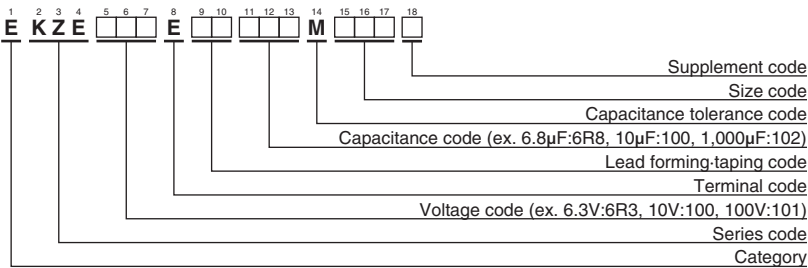 1 2 3 4 5 6 7 8 9 10 11 12 13 14 15 16 17 18
E K Z E □□□ E □□ □□□ M □□□ □
Supplement code
Size code
Capacitance tolerance code
Capacitance code (ex. 6.8µF:6R8, 10µF:100, 1,000µF:102)
Lead forming·taping code
Terminal code
Voltage code (ex. 6.3V:6R3, 10V:100, 100V:101)
Series code
Category